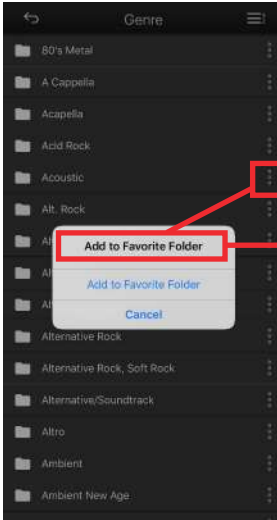 Genre
80's Metal
A Cappella
Acapella
Acid Rock
Acoustic
Alt. Rock
Add to Favorite Folder
Add to Favorite Folder
Cancel
Alternative Rock
Alternative Rock, Soft Rock
Alternative/Soundtrack
Altro
Ambient
Ambient New Age